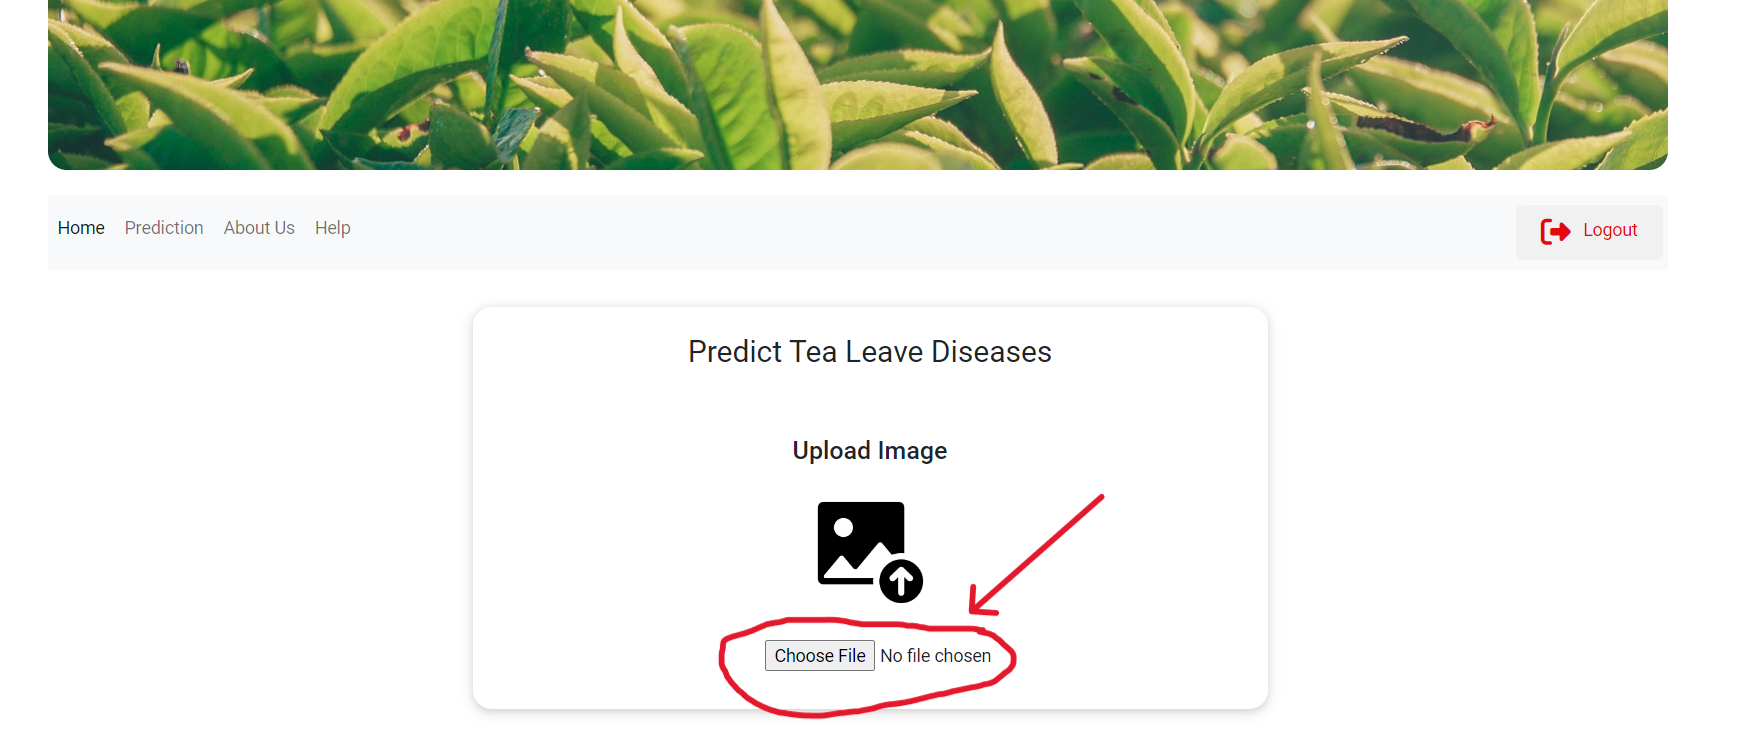 Home Prediction About Us Help Logout
Predict Tea Leave Diseases
Upload Image
Choose File No file chosen